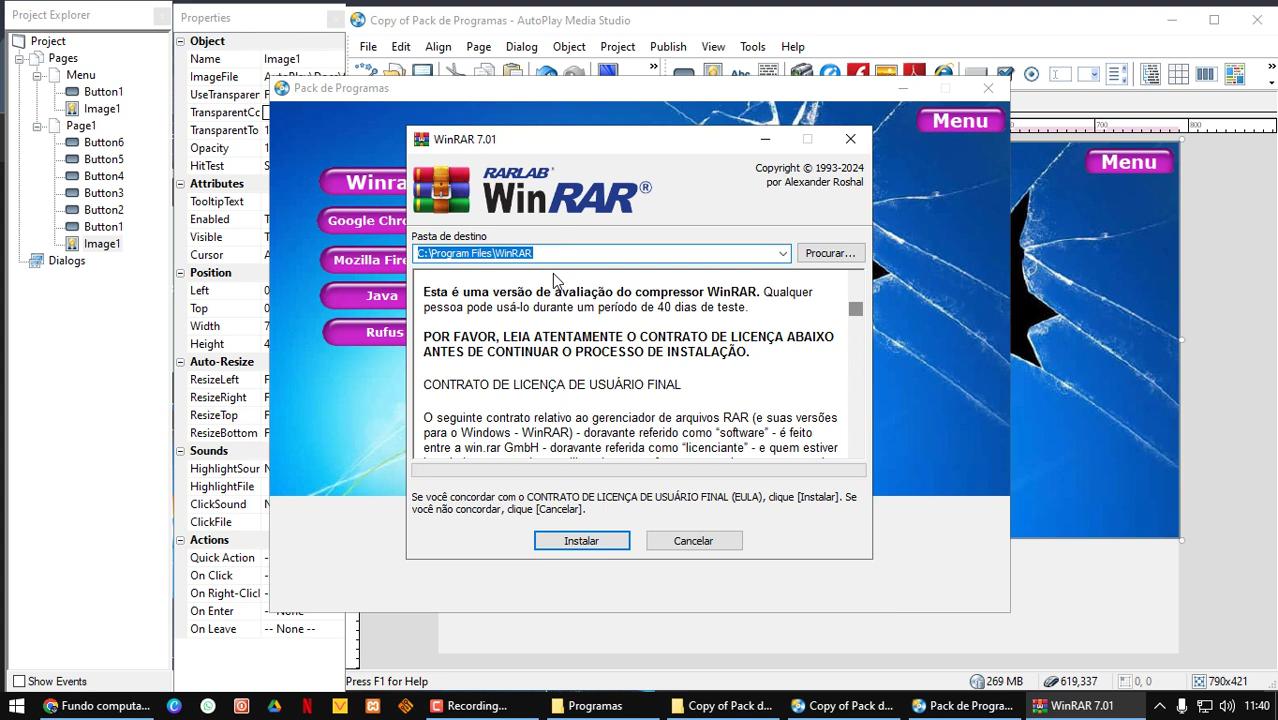 Project Explorer
Project
Pages
Menu
Button1
Image1
Page1
Button6
Button5
Button4
Button3
Button2
Button1
Image1
Dialogs
Show Events
Properties
Object
Name Image1
ImageFile
UseTransparen
TransparentCc
TransparentTo
Opacity 1
HitTest S
Attributes
TooltipText
Enabled T
Visible T
Cursor A
Position
Left 0
Top 0
Width 7
Height 4
Auto-Resize
ResizeLeft F
ResizeRight F
ResizeTop F
ResizeBottom F
Sounds
HighlightSour N
HighlightFile
ClickSound N
ClickFile
Actions
Quick Action -
On Click -
On Right-Clicl -
On Enter -- None
On Leave -- None --
Copy of Pack de Programas - AutoPlay Media Studio
File Edit Align Page Dialog Object Project Publish View Tools Help
700
800
Menu
Pack de Programas
Menu
Winra
Google Chro
Mozilla Fire
Java
Rufus
WinRAR 7.01
RARLAB®
WinRAR®
Copyright © 1993-2024
por Alexander Roshal
Pasta de destino
C:\Program Files\WinRAR
Procurar...
Esta é uma versão de avaliação do compressor WinRAR. Qualquer
pessoa pode usá-lo durante um período de 40 dias de teste.
POR FAVOR, LEIA ATENTAMENTE O CONTRATO DE LICENÇA ABAIXO
ANTES DE CONTINUAR O PROCESSO DE INSTALAÇÃO.
CONTRATO DE LICENÇA DE USUÁRIO FINAL
O seguinte contrato relativo ao gerenciador de arquivos RAR (e suas versões
para o Windows - WinRAR) - doravante referido como “software” - é feito
entre a win.rar GmbH - doravante referida como “licenciante” - e quem estiver
Se você concordar com o CONTRATO DE LICENÇA DE USUÁRIO FINAL (EULA), clique [Instalar]. Se
você não concordar, clique [Cancelar].
Instalar
Cancelar
Press F1 for Help
269 MB
619,337
0, 0
790x421
Fundo computa...
Recording...
Programas
Copy of Pack d...
Copy of Pack d...
Pack de Progra...
WinRAR 7.01
11:40